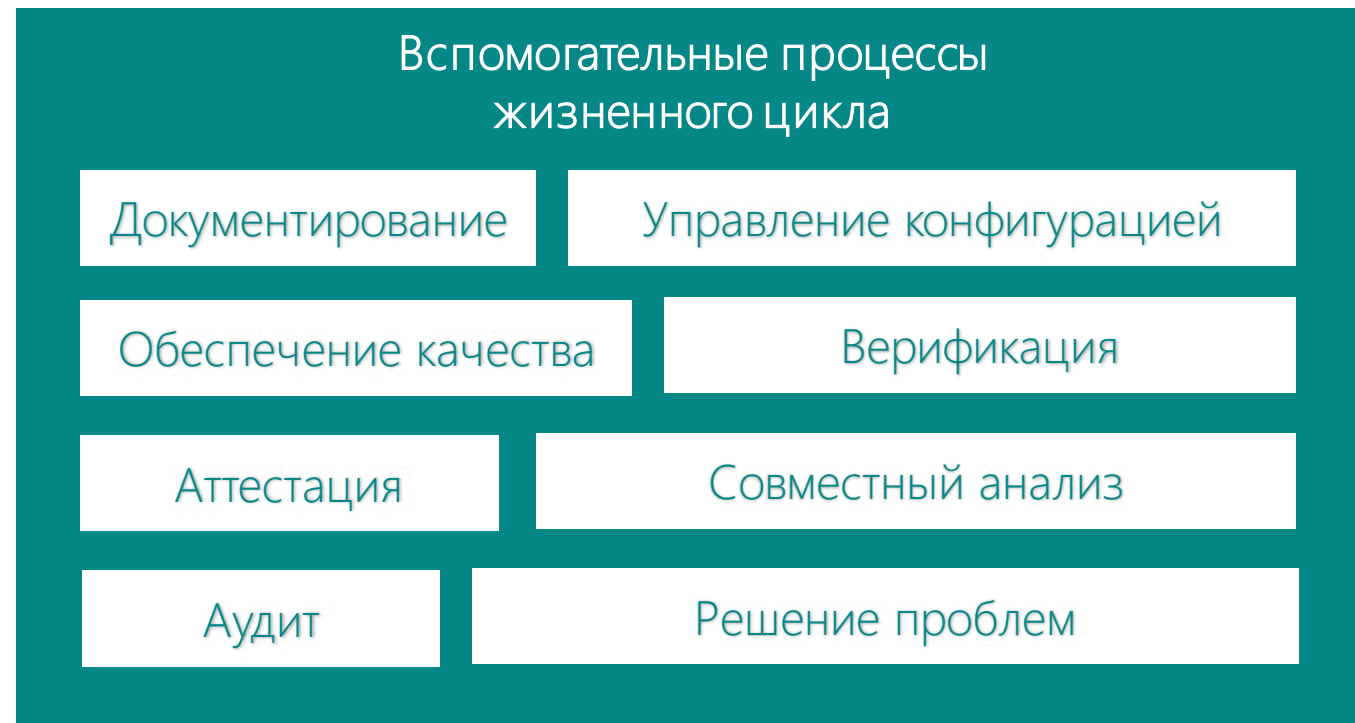 Вспомогательные процессы
жизненного цикла
Документирование
Управление конфигурацией
Обеспечение качества
Верификация
Аттестация
Совместный анализ
Аудит
Решение проблем